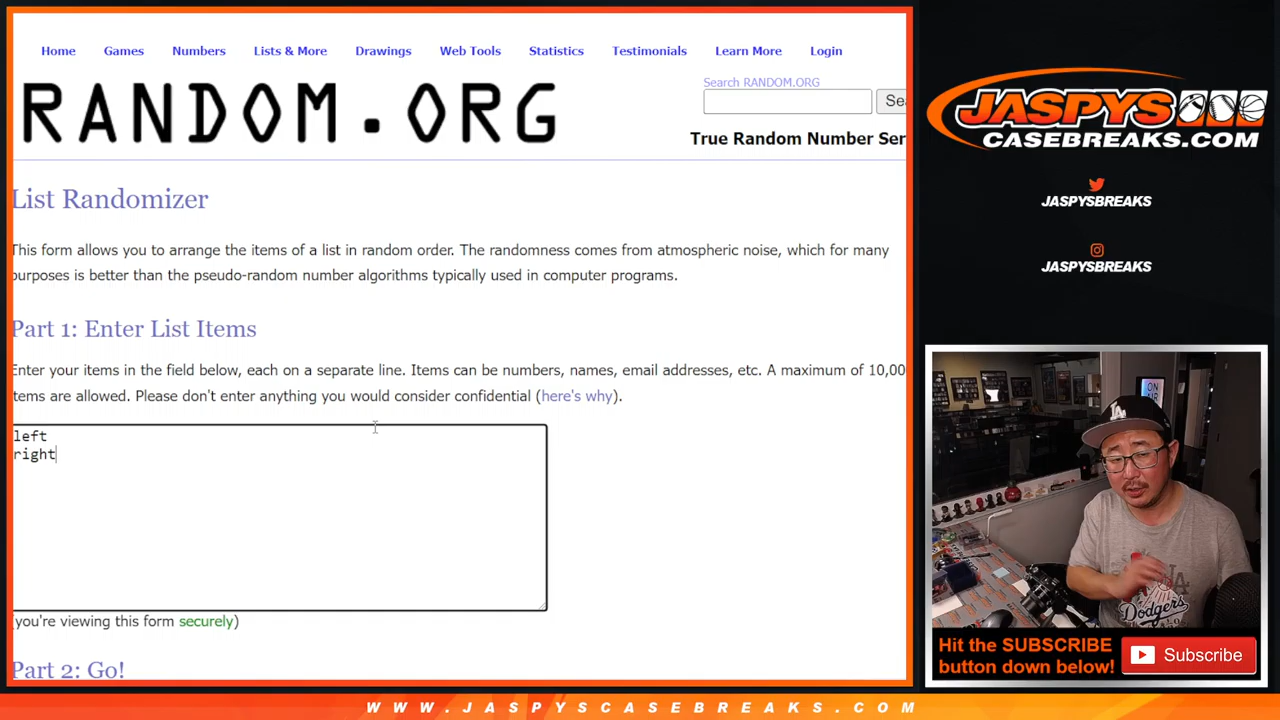 Home Games Numbers Lists & More Drawings Web Tools Statistics Testimonials Learn More Login
RANDOM.ORG
Search RANDOM.ORG
Sea
True Random Number Ser
List Randomizer
This form allows you to arrange the items of a list in random order. The randomness comes from atmospheric noise, which for many
purposes is better than the pseudo-random number algorithms typically used in computer programs.
Part 1: Enter List Items
Enter your items in the field below, each on a separate line. Items can be numbers, names, email addresses, etc. A maximum of 10,00
items are allowed. Please don't enter anything you would consider confidential (here's why).
left
right
(you're viewing this form securely)
Part 2: Go!
JASPYS
CASEBREAKS.COM
JASPYSBREAKS
JASPYSBREAKS
ON
AIR
LA
LA
Dodgers
Hit the SUBSCRIBE
button down below!
Subscribe
WWW.JASPYSCASEBREAKS.COM